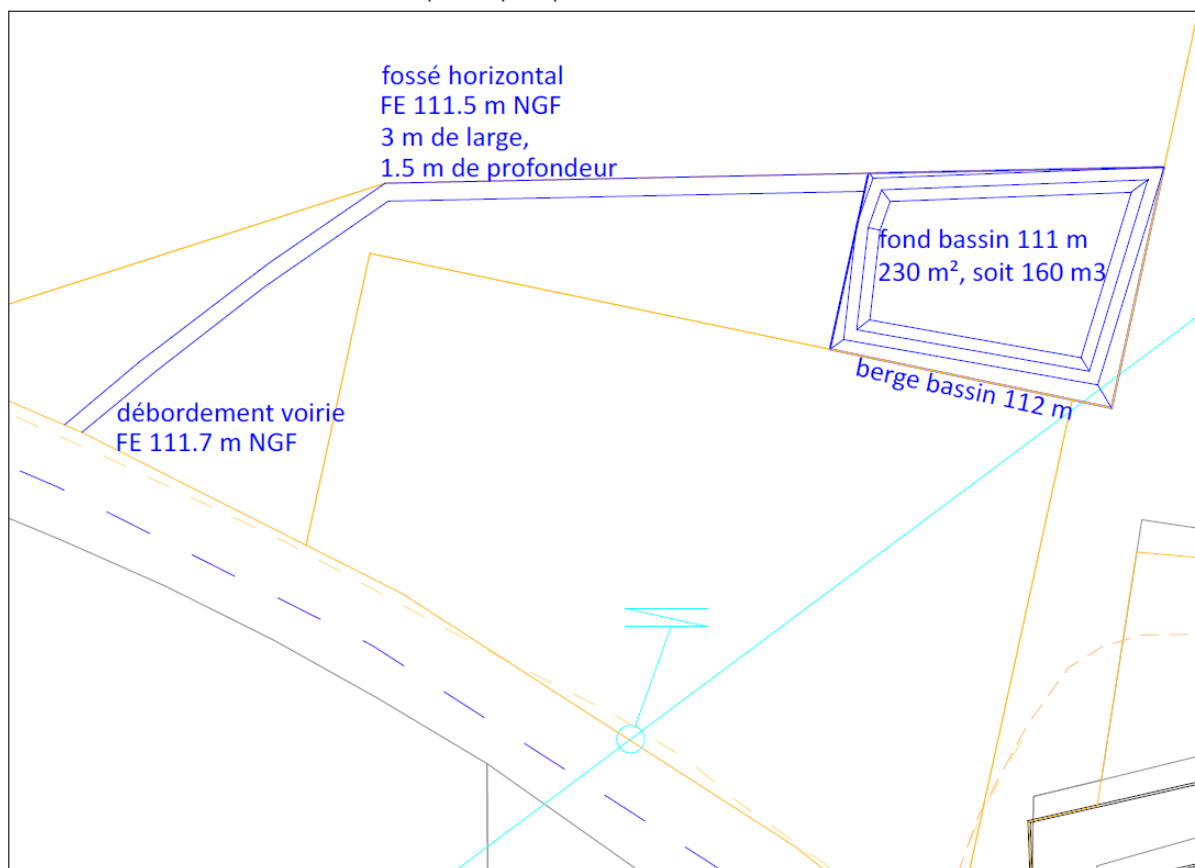 fossé horizontal
FE 111.5 m NGF
3 m de large,
1.5 m de profondeur
fond bassin 111 m
230 m², soit 160 m3
berge bassin 112 m
débordement voirie
FE 111.7 m NGF